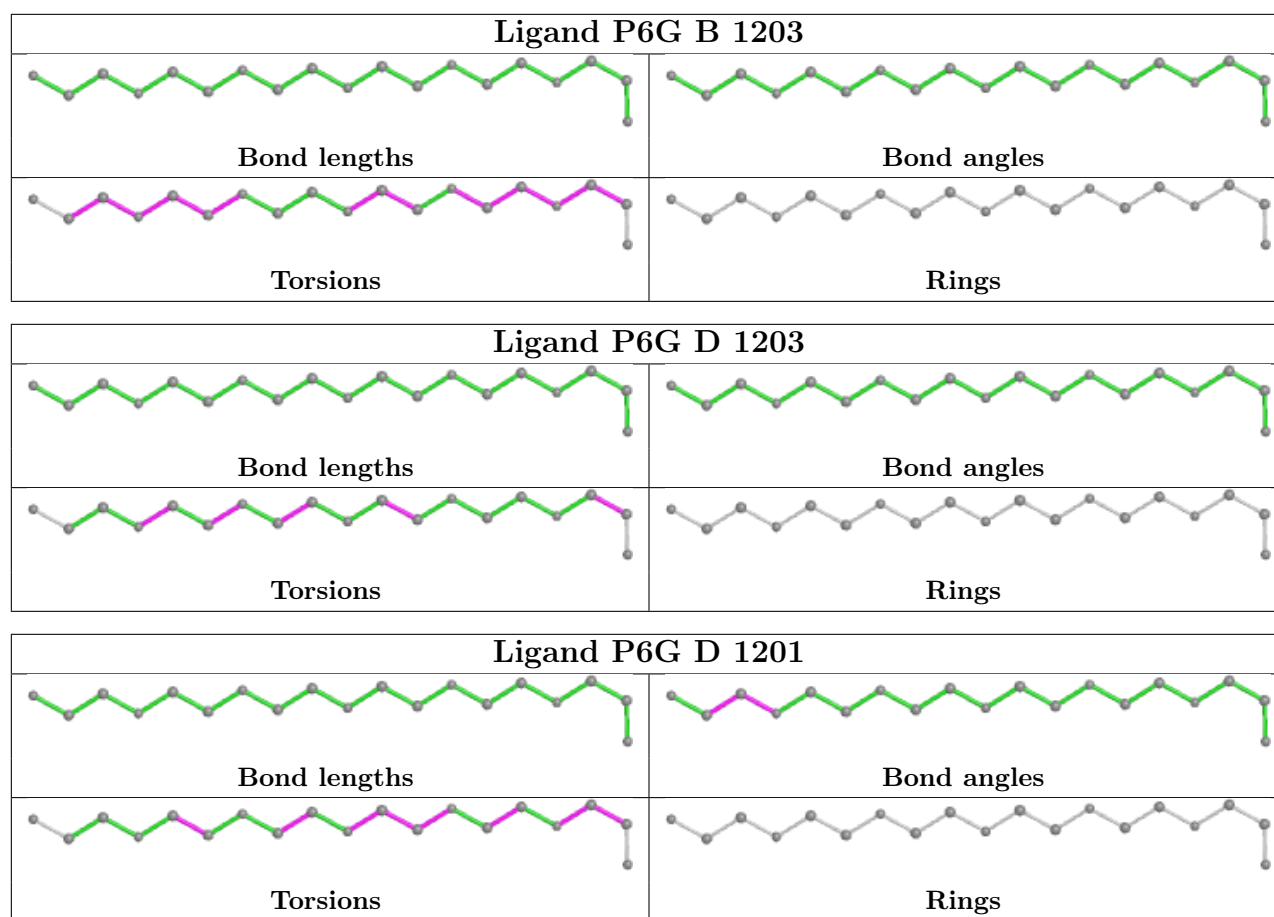 Ligand P6G B 1203
Bond lengths Bond angles
Torsions Rings
Ligand P6G D 1203
Bond lengths Bond angles
Torsions Rings
Ligand P6G D 1201
Bond lengths Bond angles
Torsions Rings